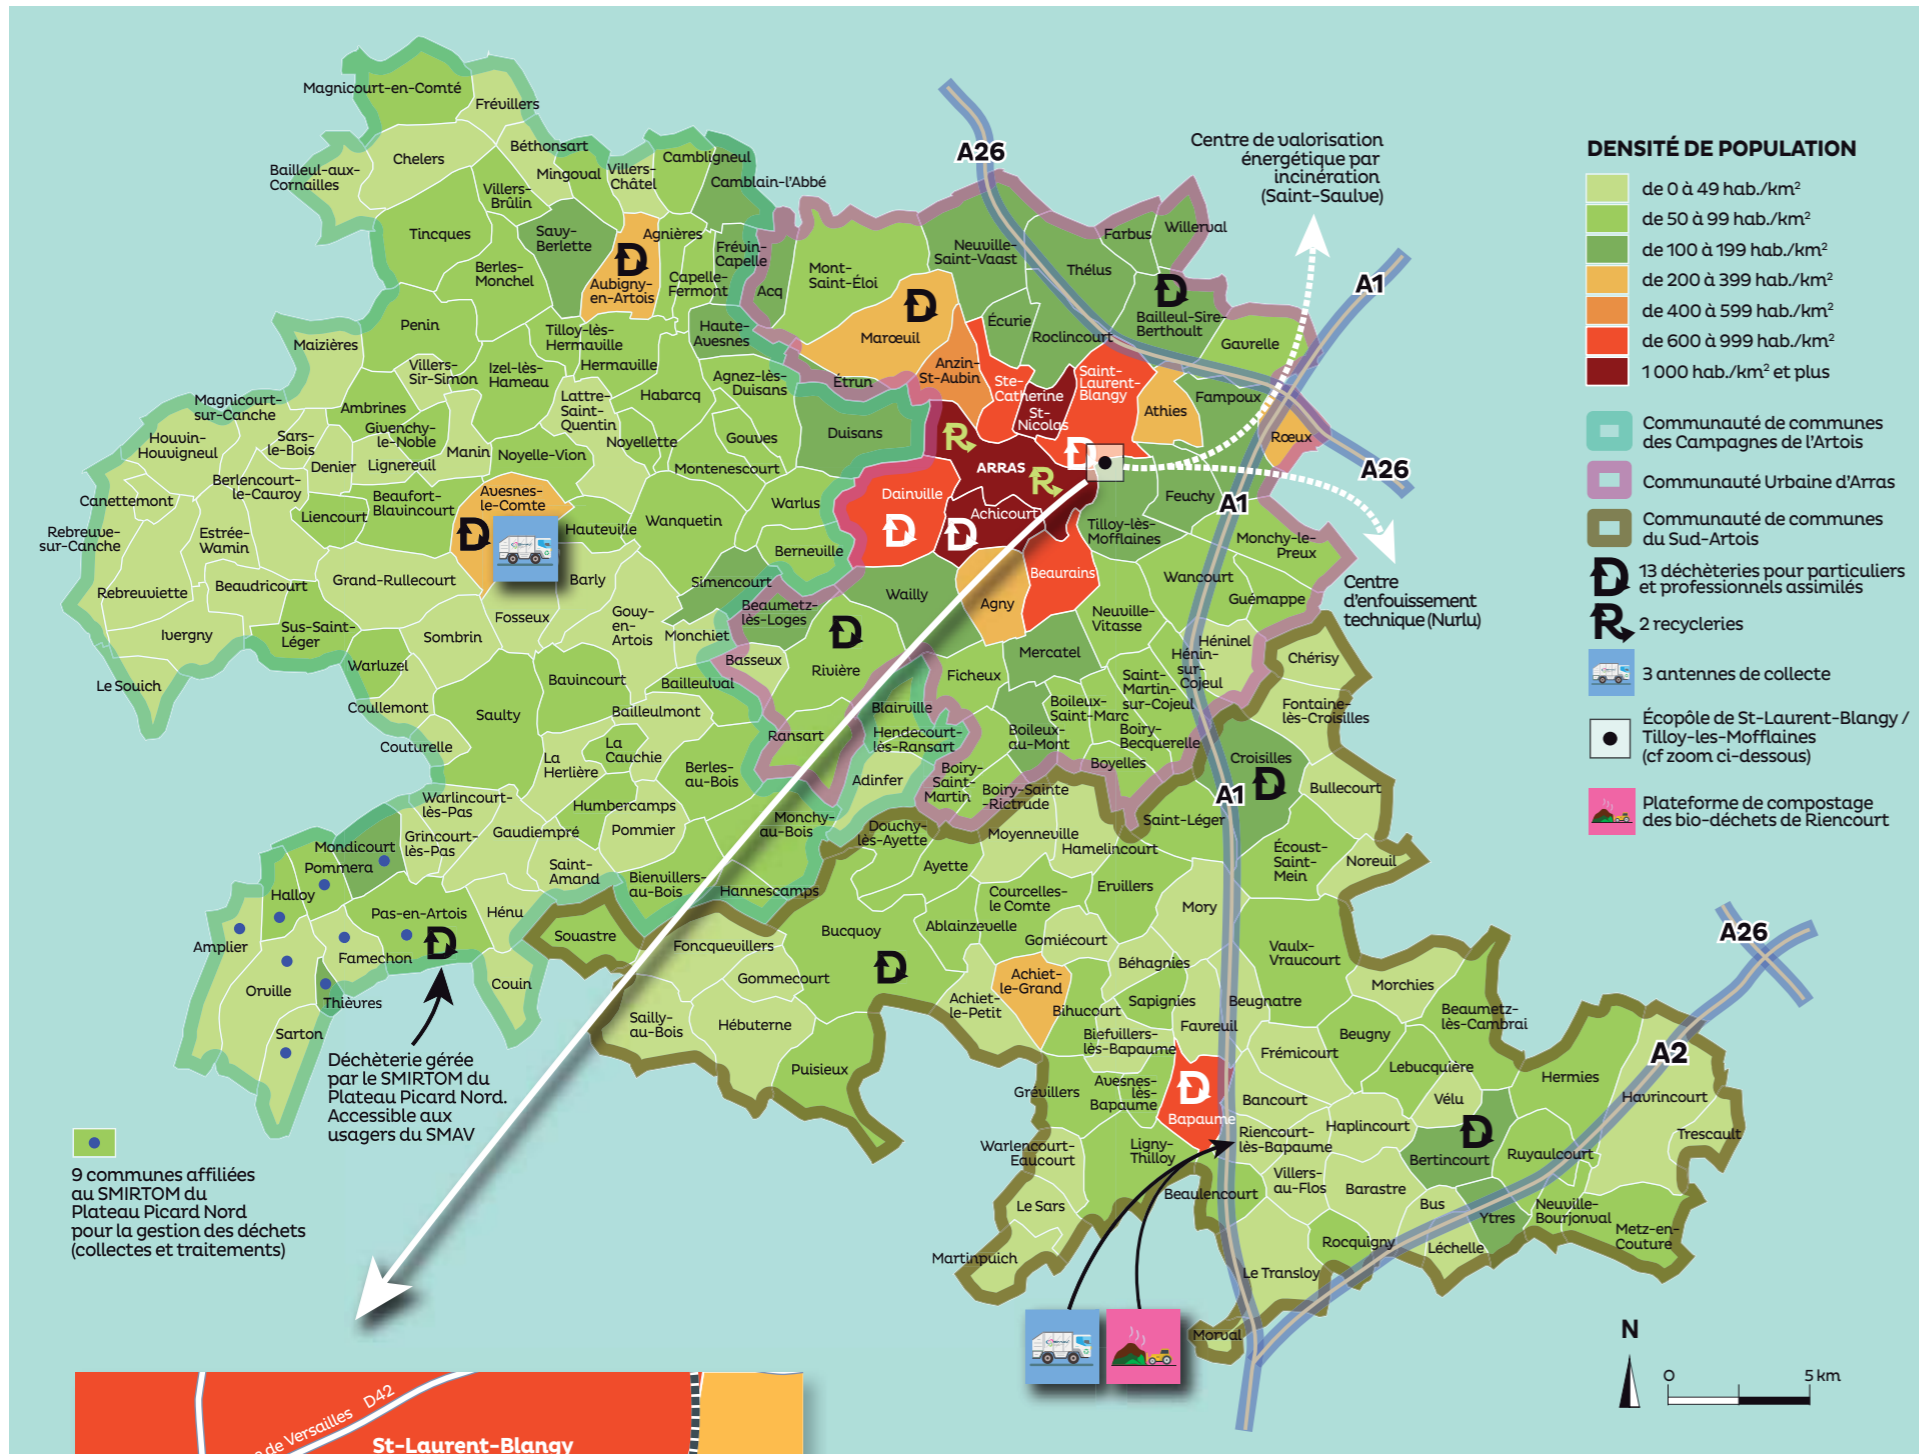 Magnicourt-en-Comté
Frévillers
Chelers
Béthonsart
Bailleul-aux-
Cornailles
Mingoval
Villers-
Châtel
Cambligneul
Camblain-l'Abbé
Villers-
Brûlin
Tincques
Savy-
Berlette
Agnières
Aubigny-
en-Artois
Frévin-
Capelle
Capelle-
Fermont
Berles-
Monchel
Acq
Mont-
Saint-Éloi
Neuville-
Saint-Vaast
Farbus
Willerval
Thélus
Bailleul-Sire-
Berthoult
Gavrelle
Écurie
Roclincourt
Marœuil
Anzin-
St-Aubin
Étrun
Ste-
Catherine
St-
Nicolas
Saint-
Laurent-
Blangy
Athies
Fampoux
Rœux
Penin
Maizières
Tilloy-lès-
Hermaville
Hermaville
Haute-
Avesnes
Villers-
Sir-Simon
Izel-lès-
Hameau
Agnez-lès-
Duisans
Habarcq
Lattre-
Saint-
Quentin
Magnicourt-
sur-Canche
Ambrines
Givenchy-
le-Noble
Houvin-
Houvigneul
Sars-
le-Bois
Denier
Lignereuil
Manin
Noyelle-Vion
Noyellette
Gouves
Duisans
Montenescourt
Berlencourt-
le-Cauroy
Canettemont
Liencourt
Beaufort-
Blavincourt
Avesnes-
le-Comte
Hauteville
Wanquetin
Warlus
Berneville
Rebreuve-
sur-Canche
Estrée-
Wamin
Rebreuviette
Beaudricourt
Grand-Rullecourt
Barly
Simencourt
Fosseux
Gouy-
en-
Artois
Monchiet
Beaumetz-
lès-Loges
Ivergny
Sus-Saint-
Léger
Sombrin
Warluzel
Le Souich
Bavincourt
Bailleulval
Basseux
Rivière
Wailly
Coullemont
Saulty
Bailleulmont
Couturelle
La
Herlière
La
Cauchie
Berles-
au-Bois
Ransart
Blairville
Hendecourt-
lès-Ransart
Adinfer
Warlincourt-
lès-Pas
Grincourt-
lès-Pas
Gaudiempré
Humbercamps
Pommier
Monchy-
au-Bois
Mondicourt
Pommera
Saint-
Amand
Bienvillers-
au-Bois
Hannescamps
Halloy
Pas-en-Artois
Hénu
Amplier
Famechon
Orville
Thièvres
Couin
Sarton
ARRAS
Dainville
Achicourt
Tilloy-lès-
Mofflaines
Feuchy
Beaurains
Agny
Monchy-le-
Preux
Wancourt
Guémappe
Neuville-
Vitasse
Mercatel
Ficheux
Héninel
Hénin-
sur-
Cojeul
Saint-
Martin-
sur-Cojeul
Boileux-
Saint-Marc
Boileux-
au-Mont
Boiry-
Becquerelle
Boyelles
Boiry-
Saint-
Martin
Boiry-Sainte
-Rictrude
Chérisy
Fontaine-
lès-Croisilles
Croisilles
Bullecourt
Saint-Léger
Écoust-
Saint-
Mein
Noreuil
Douchy-
lès-Ayette
Moyenneville
Hamelincourt
Ayette
Courcelles-
le Comte
Ervillers
Mory
Souastre
Foncquevillers
Bucquoy
Ablainzevelle
Gomiécourt
Gommecourt
Béhagnies
Vaulx-
Vraucourt
Achiet-
le-Grand
Achiet-
le-Petit
Bihucourt
Sapignies
Beugnatre
Morchies
Beaumetz-
lès-Cambrai
Sailly-
au-Bois
Hébuterne
Favreuil
Biefvillers-
lès-Bapaume
Beugny
Frémicourt
Lebucquière
Puisieux
Grévillers
Avesnes-
lès-
Bapaume
Bapaume
Bancourt
Vélu
Hermies
Havrincourt
Trescault
Haplincourt
Riencourt-
lès-Bapaume
Bertincourt
Ruyaulcourt
Warlencourt-
Eaucourt
Ligny-
Thilloy
Villers-
au-Flos
Barastre
Beaulencourt
Bus
Ytres
Neuville-
Bourjonval
Metz-en-
Couture
Le Sars
Rocquigny
Léchelle
Martinpuich
Le Transloy
Morval
A26
A1
A26
A1
A1
A26
A2
Centre de valorisation
énergétique par
incinération
(Saint-Saulve)
Centre
d'enfouissement
technique (Nurlu)
Déchèterie gérée
par le SMIRTOM du
Plateau Picard Nord.
Accessible aux
usagers du SMAV
9 communes affiliées
au SMIRTOM du
Plateau Picard Nord
pour la gestion des déchets
(collectes et traitements)
DENSITÉ DE POPULATION
de 0 à 49 hab./km²
de 50 à 99 hab./km²
de 100 à 199 hab./km²
de 200 à 399 hab./km²
de 400 à 599 hab./km²
de 600 à 999 hab./km²
1 000 hab./km² et plus
Communauté de communes
des Campagnes de l'Artois
Communauté Urbaine d'Arras
Communauté de communes
du Sud-Artois
13 déchèteries pour particuliers
et professionnels assimilés
2 recycleries
3 antennes de collecte
Écopôle de St-Laurent-Blangy /
Tilloy-les-Mofflaines
(cf zoom ci-dessous)
Plateforme de compostage
des bio-déchets de Riencourt
N
0 5 km
de Versailles D42
St-Laurent-Blangy